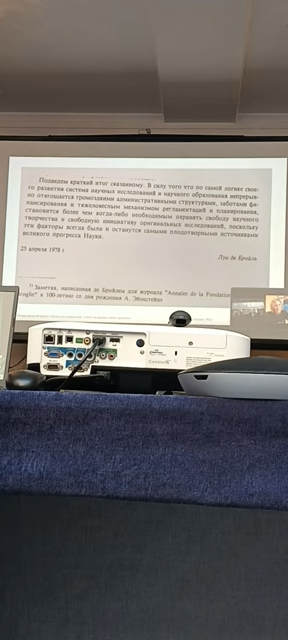 Подведем краткий итог сказанному. В силу того что по самой логике свое-
го развития система научных исследований и научного образования непрерыв-
но отягощается громоздкими административными структурами, заботами фи-
нансирования и тяжеловесным механизмом регламентаций и планирования,
становится более чем когда-либо необходимым охранять свободу научного
творчества и свободную инициативу оригинальных исследований, поскольку
эти факторы всегда были и останутся самыми плодотворными источниками
великого прогресса Науки.
25 апреля 1978 г.
Луи де Бройль
¹) Заметка, написанная де Бройлем для журнала "Annales de la Fondation
Broglie" к 100-летию со дня рождения А. Эйнштейна